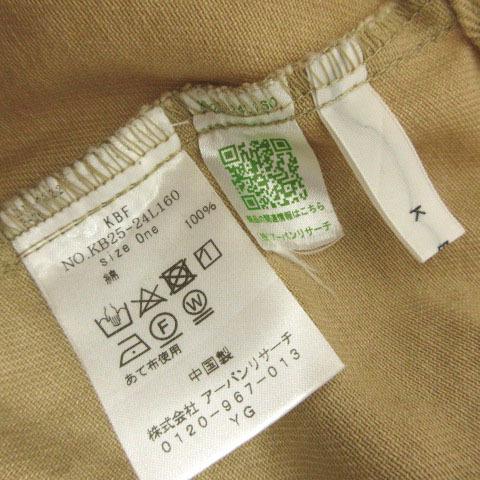 KBF
NO.KB25-24L160
Size One
綿 100%
あて布使用
中国製
株式会社 アーバンリサーチ
0120-967-013
YG
製品の関連情報はこちら
アーバンリサーチ
K